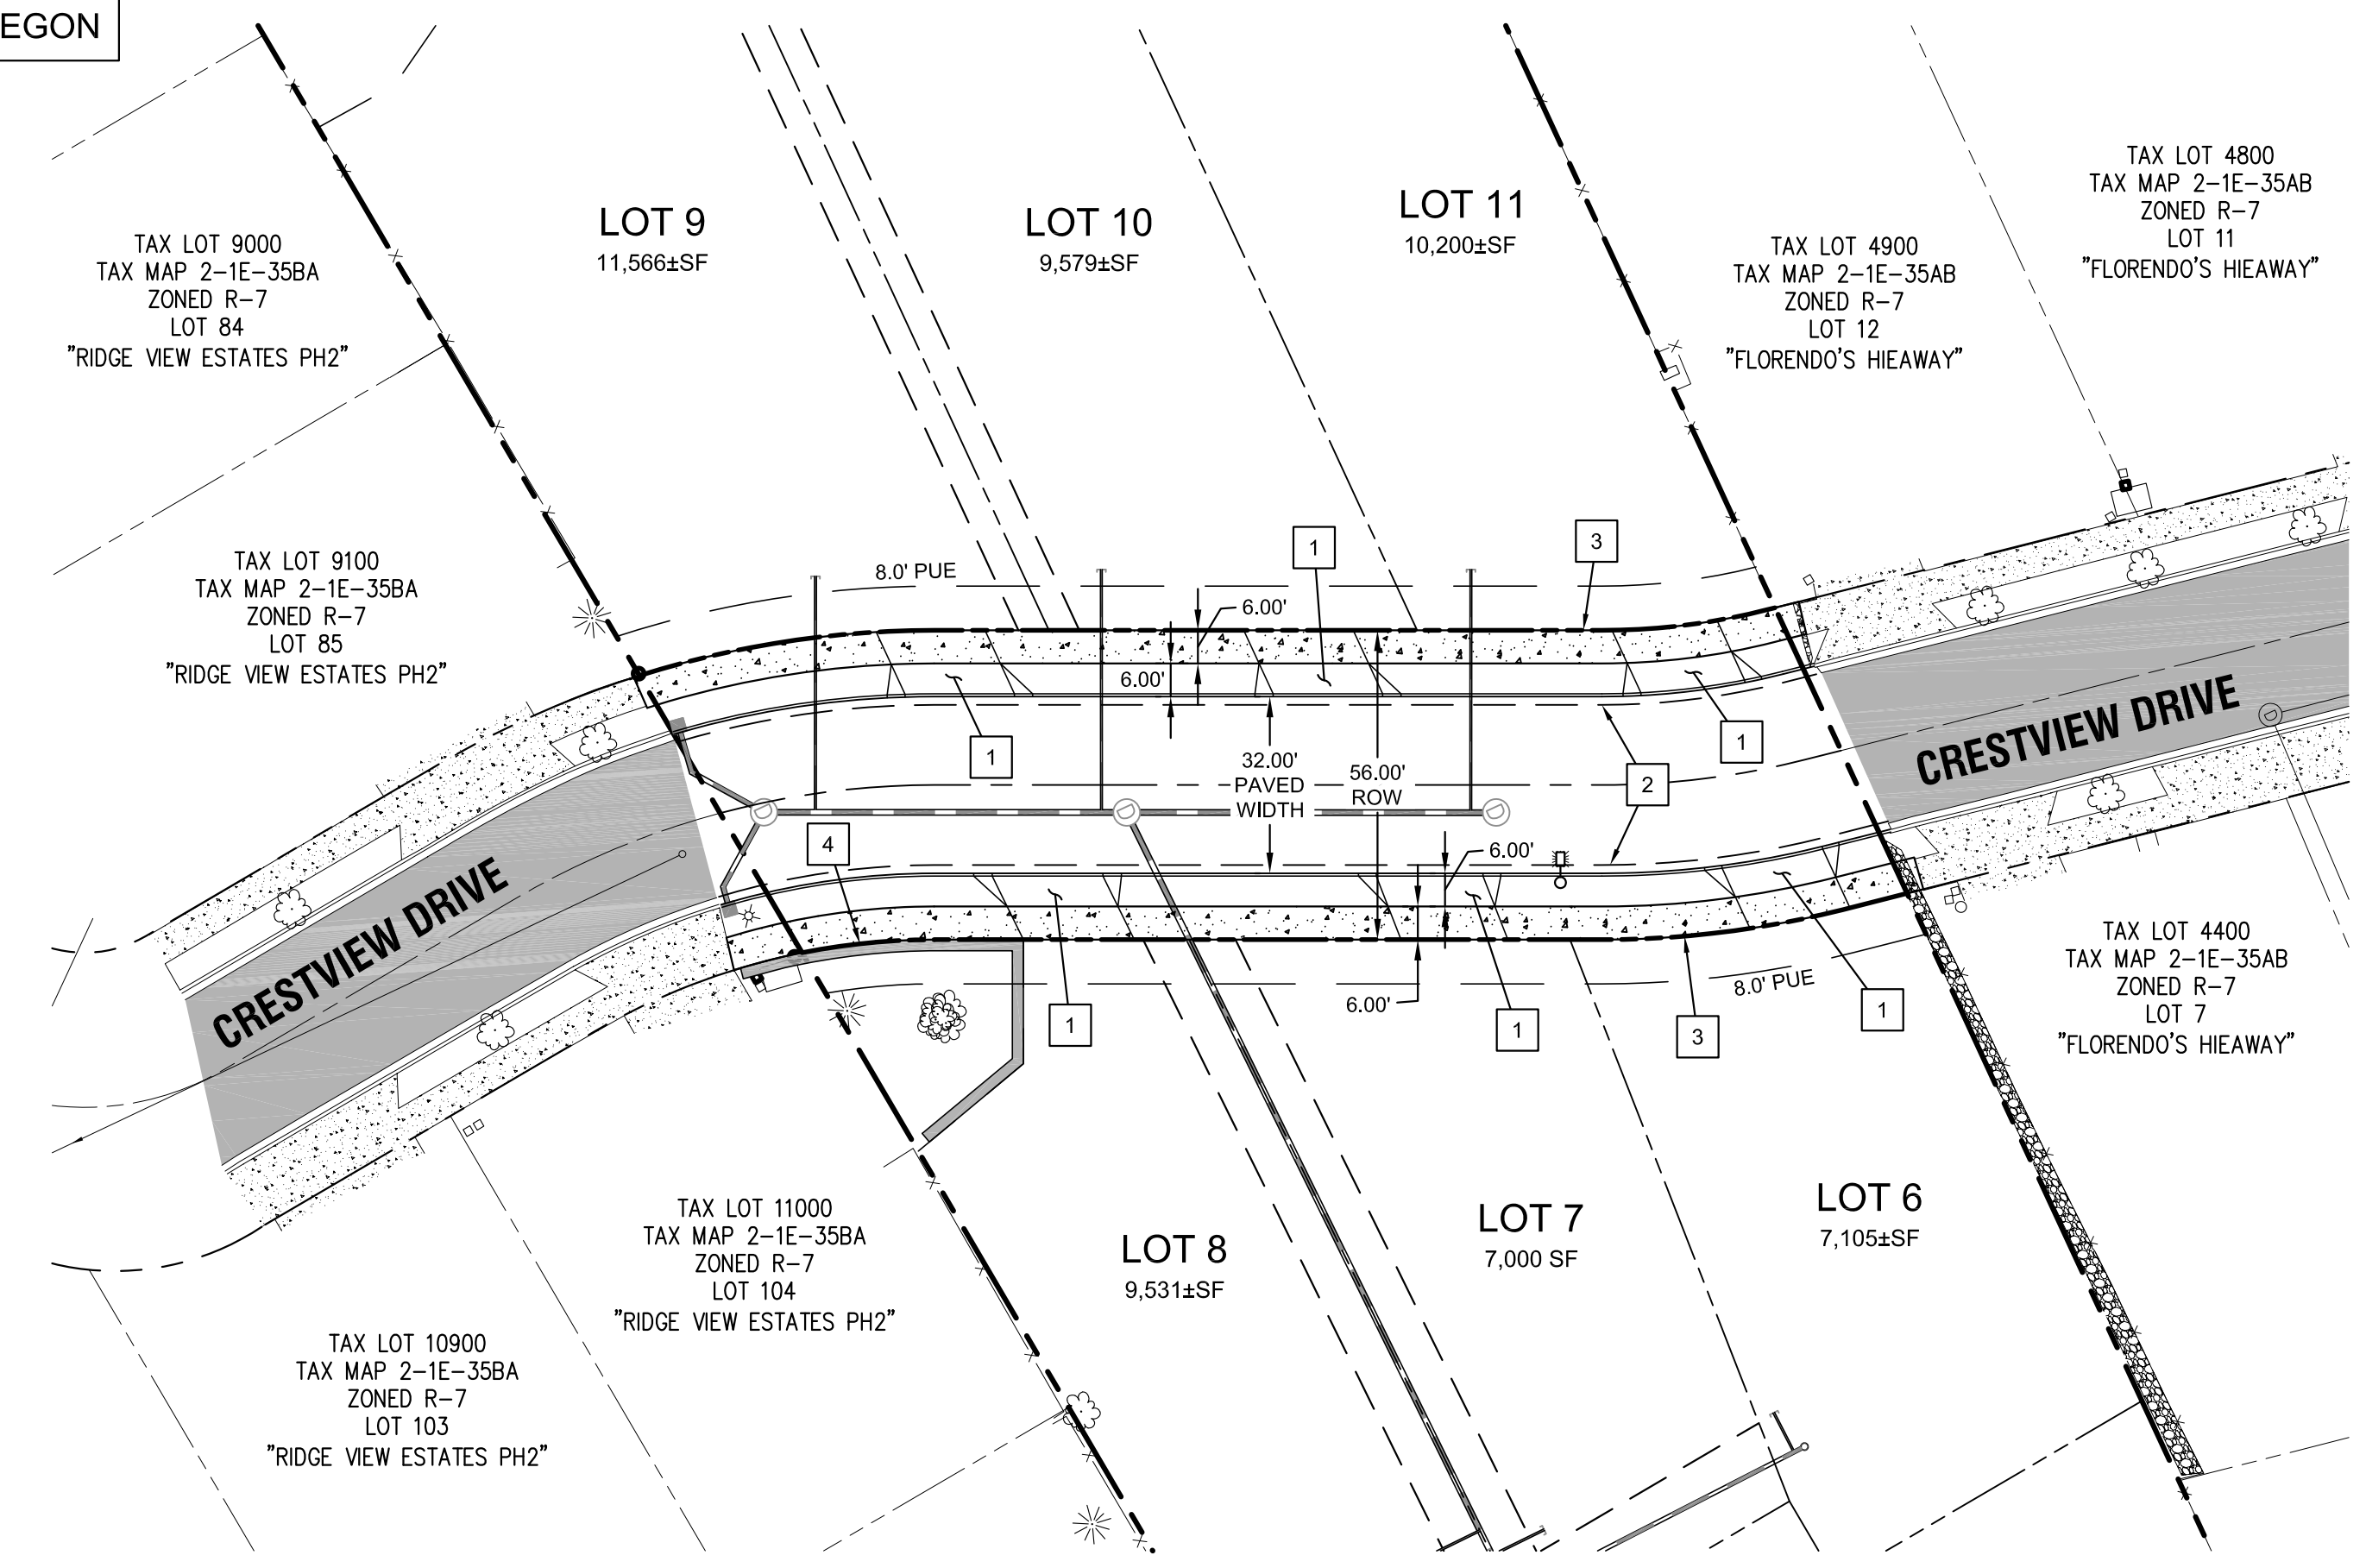 EGON
TAX LOT 9000
TAX MAP 2-1E-35BA
ZONED R-7
LOT 84
"RIDGE VIEW ESTATES PH2"
LOT 9
11,566±SF
LOT 10
9,579±SF
LOT 11
10,200±SF
TAX LOT 4900
TAX MAP 2-1E-35AB
ZONED R-7
LOT 12
"FLORENDO'S HIEAWAY"
TAX LOT 4800
TAX MAP 2-1E-35AB
ZONED R-7
LOT 11
"FLORENDO'S HIEAWAY"
TAX LOT 9100
TAX MAP 2-1E-35BA
ZONED R-7
LOT 85
"RIDGE VIEW ESTATES PH2"
8.0' PUE
1
3
6.00'
6.00'
1
1
32.00'
PAVED
WIDTH
56.00'
ROW
2
CRESTVIEW DRIVE
4
6.00'
CRESTVIEW DRIVE
6.00'
1
1
3
8.0' PUE
1
TAX LOT 4400
TAX MAP 2-1E-35AB
ZONED R-7
LOT 7
"FLORENDO'S HIEAWAY"
TAX LOT 11000
TAX MAP 2-1E-35BA
ZONED R-7
LOT 104
"RIDGE VIEW ESTATES PH2"
LOT 8
9,531±SF
LOT 7
7,000 SF
LOT 6
7,105±SF
TAX LOT 10900
TAX MAP 2-1E-35BA
ZONED R-7
LOT 103
"RIDGE VIEW ESTATES PH2"